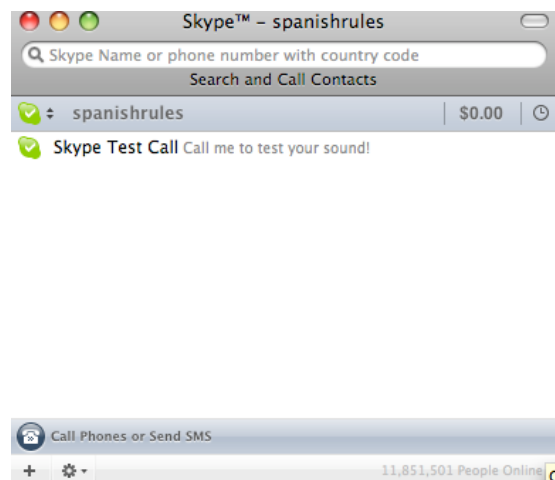 Skype™ – spanishrules
Skype Name or phone number with country code
Search and Call Contacts
spanishrules $0.00
Skype Test Call Call me to test your sound!
Call Phones or Send SMS
11,851,501 People Online